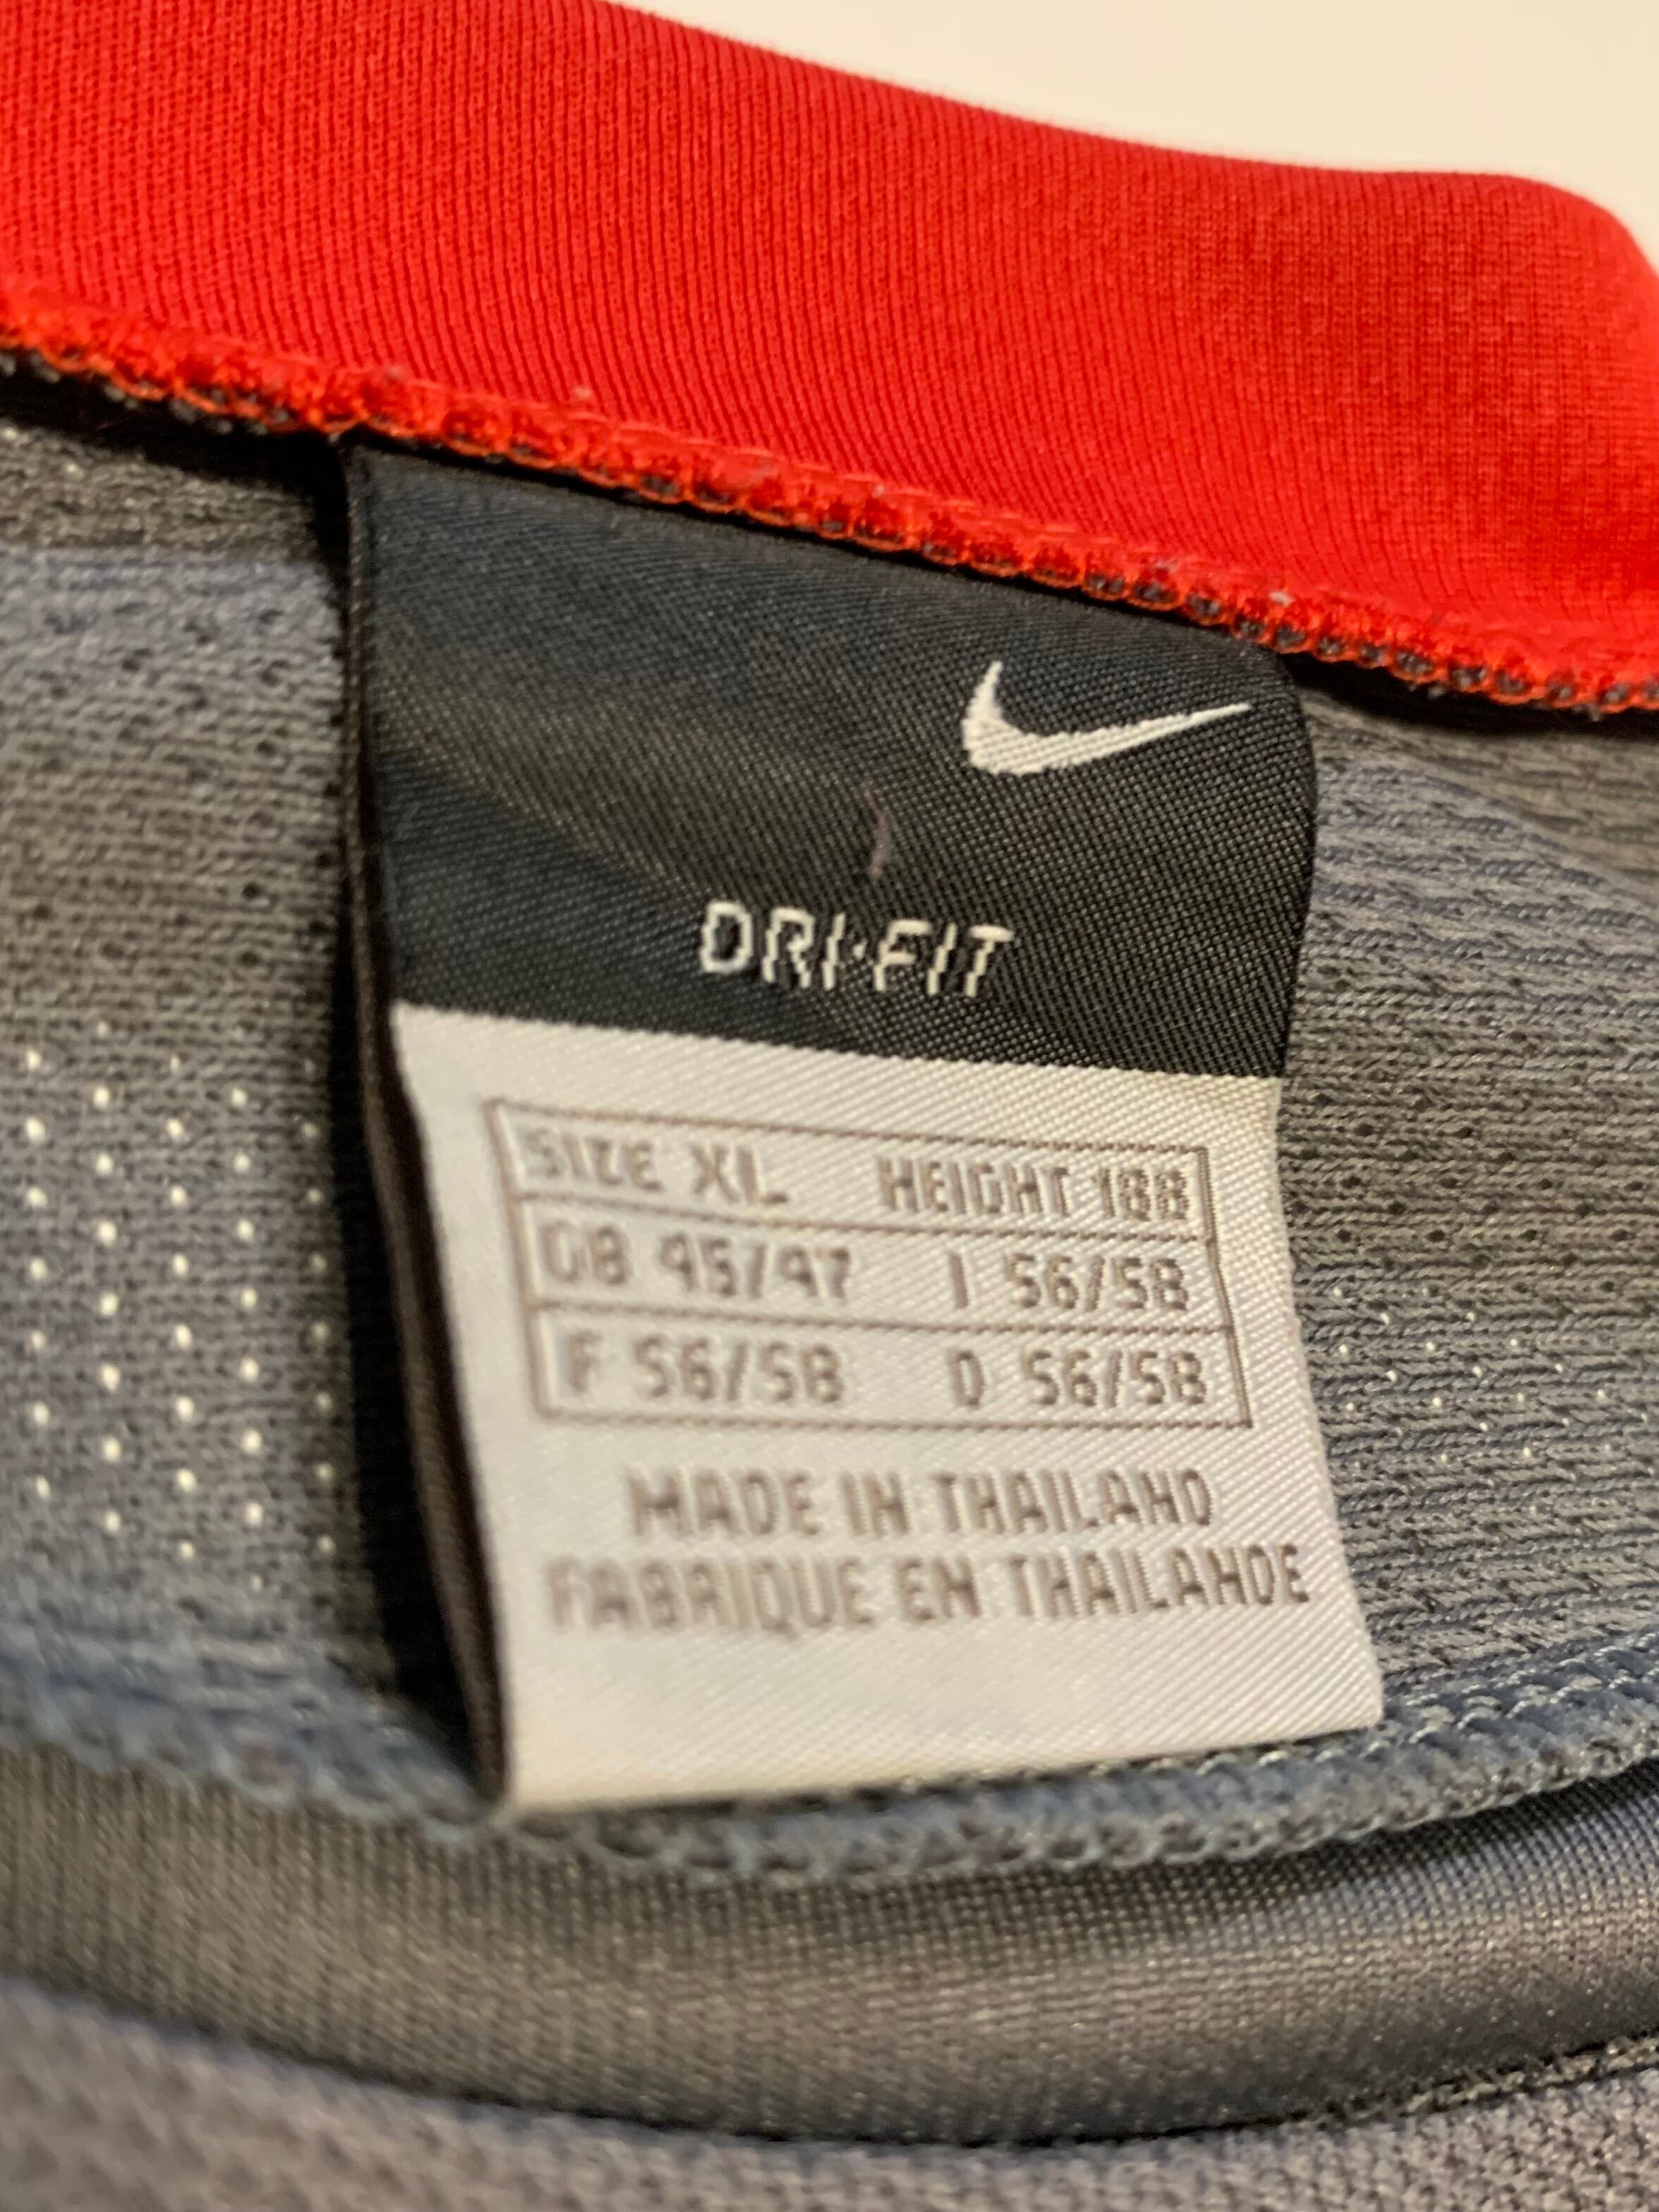 DRI-FIT
SIZE XL HEIGHT 188
GB 45/47 I 56/58
F 56/58 D 56/58
MADE IN THAILAND
FABRIQUE EN THAILANDE